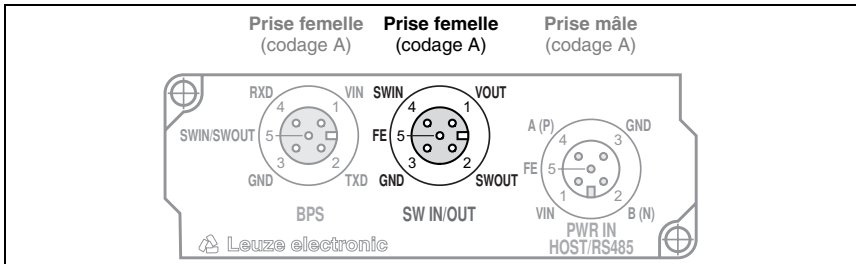 Prise femelle
(codage A)
Prise femelle
(codage A)
Prise mâle
(codage A)
RXD
VIN
4
1
SWIN/SWOUT
5
3
2
GND
TXD
BPS
SWIN
VOUT
4
1
FE
5
3
2
GND
SWOUT
SW IN/OUT
A (P)
GND
4
3
FE
5
1
2
VIN
B (N)
PWR IN
HOST/RS485
Leuze electronic